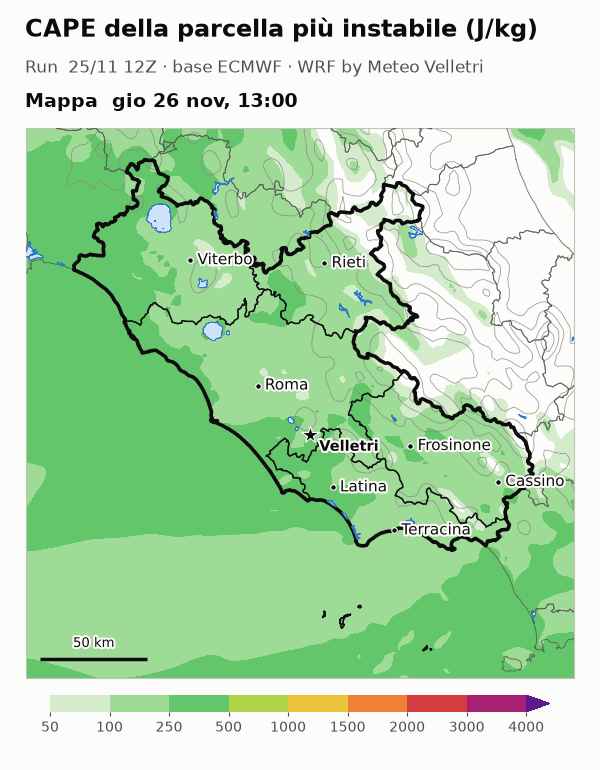 CAPE della parcella più instabile (J/kg)
Run  25/11 12Z · base ECMWF · WRF by Meteo Velletri
Mappa  gio 26 nov, 13:00
Viterbo
Rieti
Roma
Velletri
Frosinone
Latina
Cassino
Terracina
50 km
50 100 250 500 1000 1500 2000 3000 4000